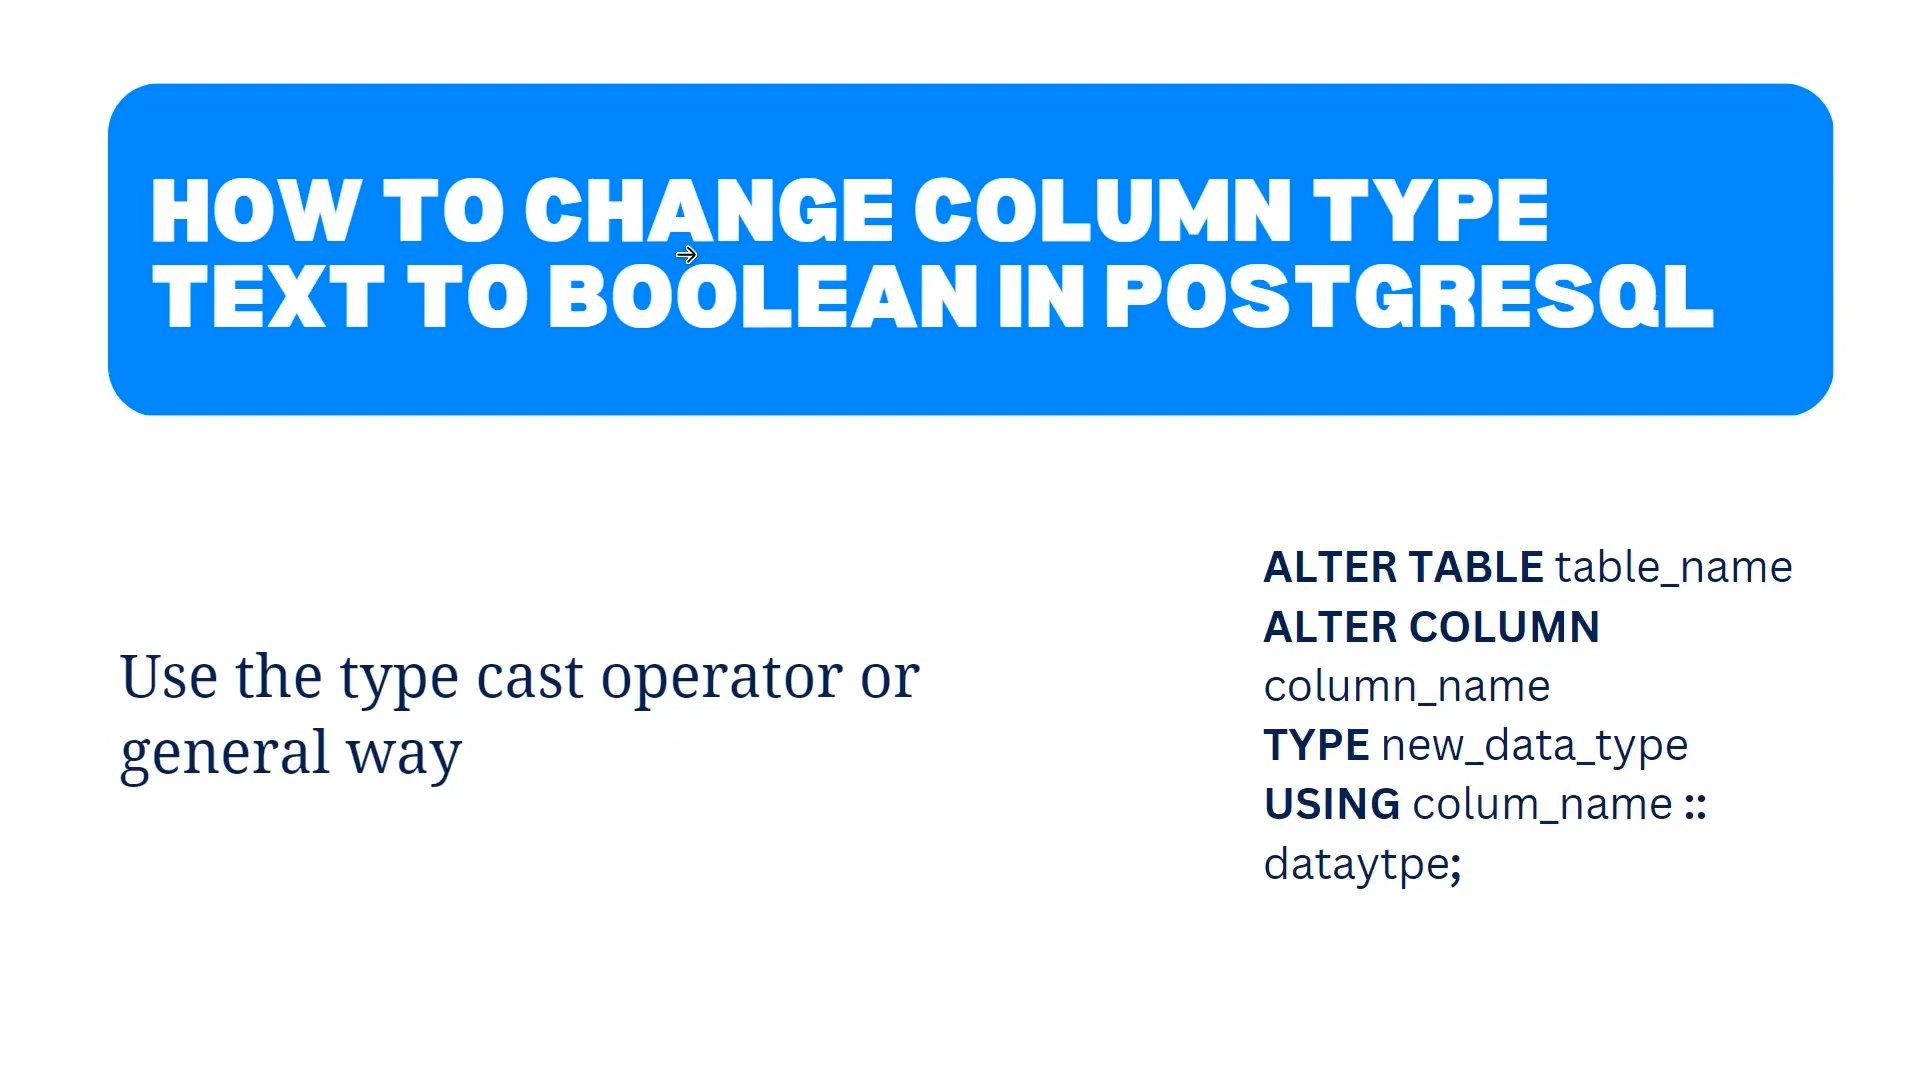 HOW TO CHANGE COLUMN TYPE
TEXT TO BOOLEAN IN POSTGRESQL
Use the type cast operator or
general way
ALTER TABLE table_name
ALTER COLUMN
column_name
TYPE new_data_type
USING colum_name ::
dataytpe;